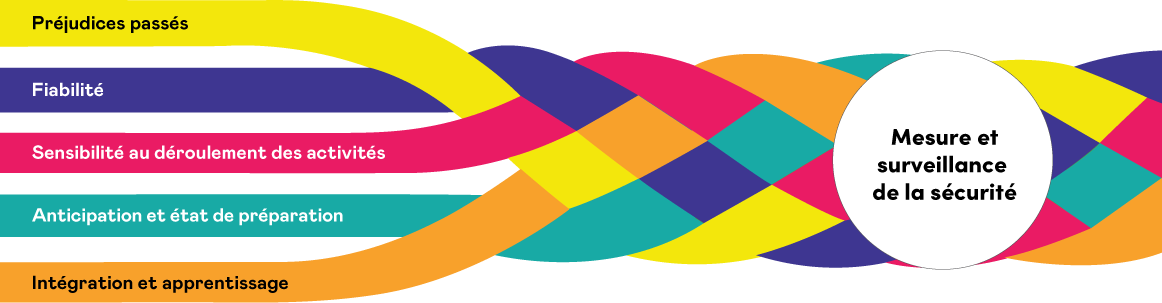 Préjudices passés
Fiabilité
Sensibilité au déroulement des activités
Anticipation et état de préparation
Intégration et apprentissage
Mesure et
surveillance
de la sécurité